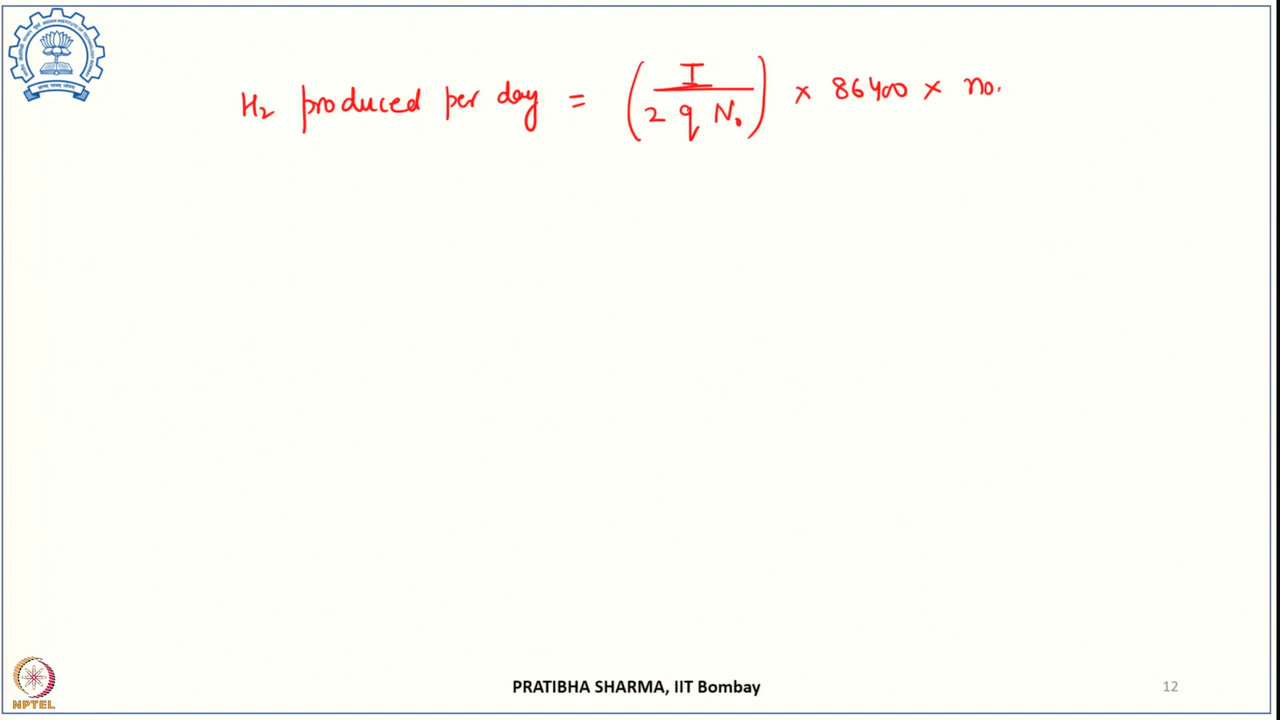 H₂ produced per day = (I / 2 q N₀) × 86400 × no.
NPTEL
PRATIBHA SHARMA, IIT Bombay
12